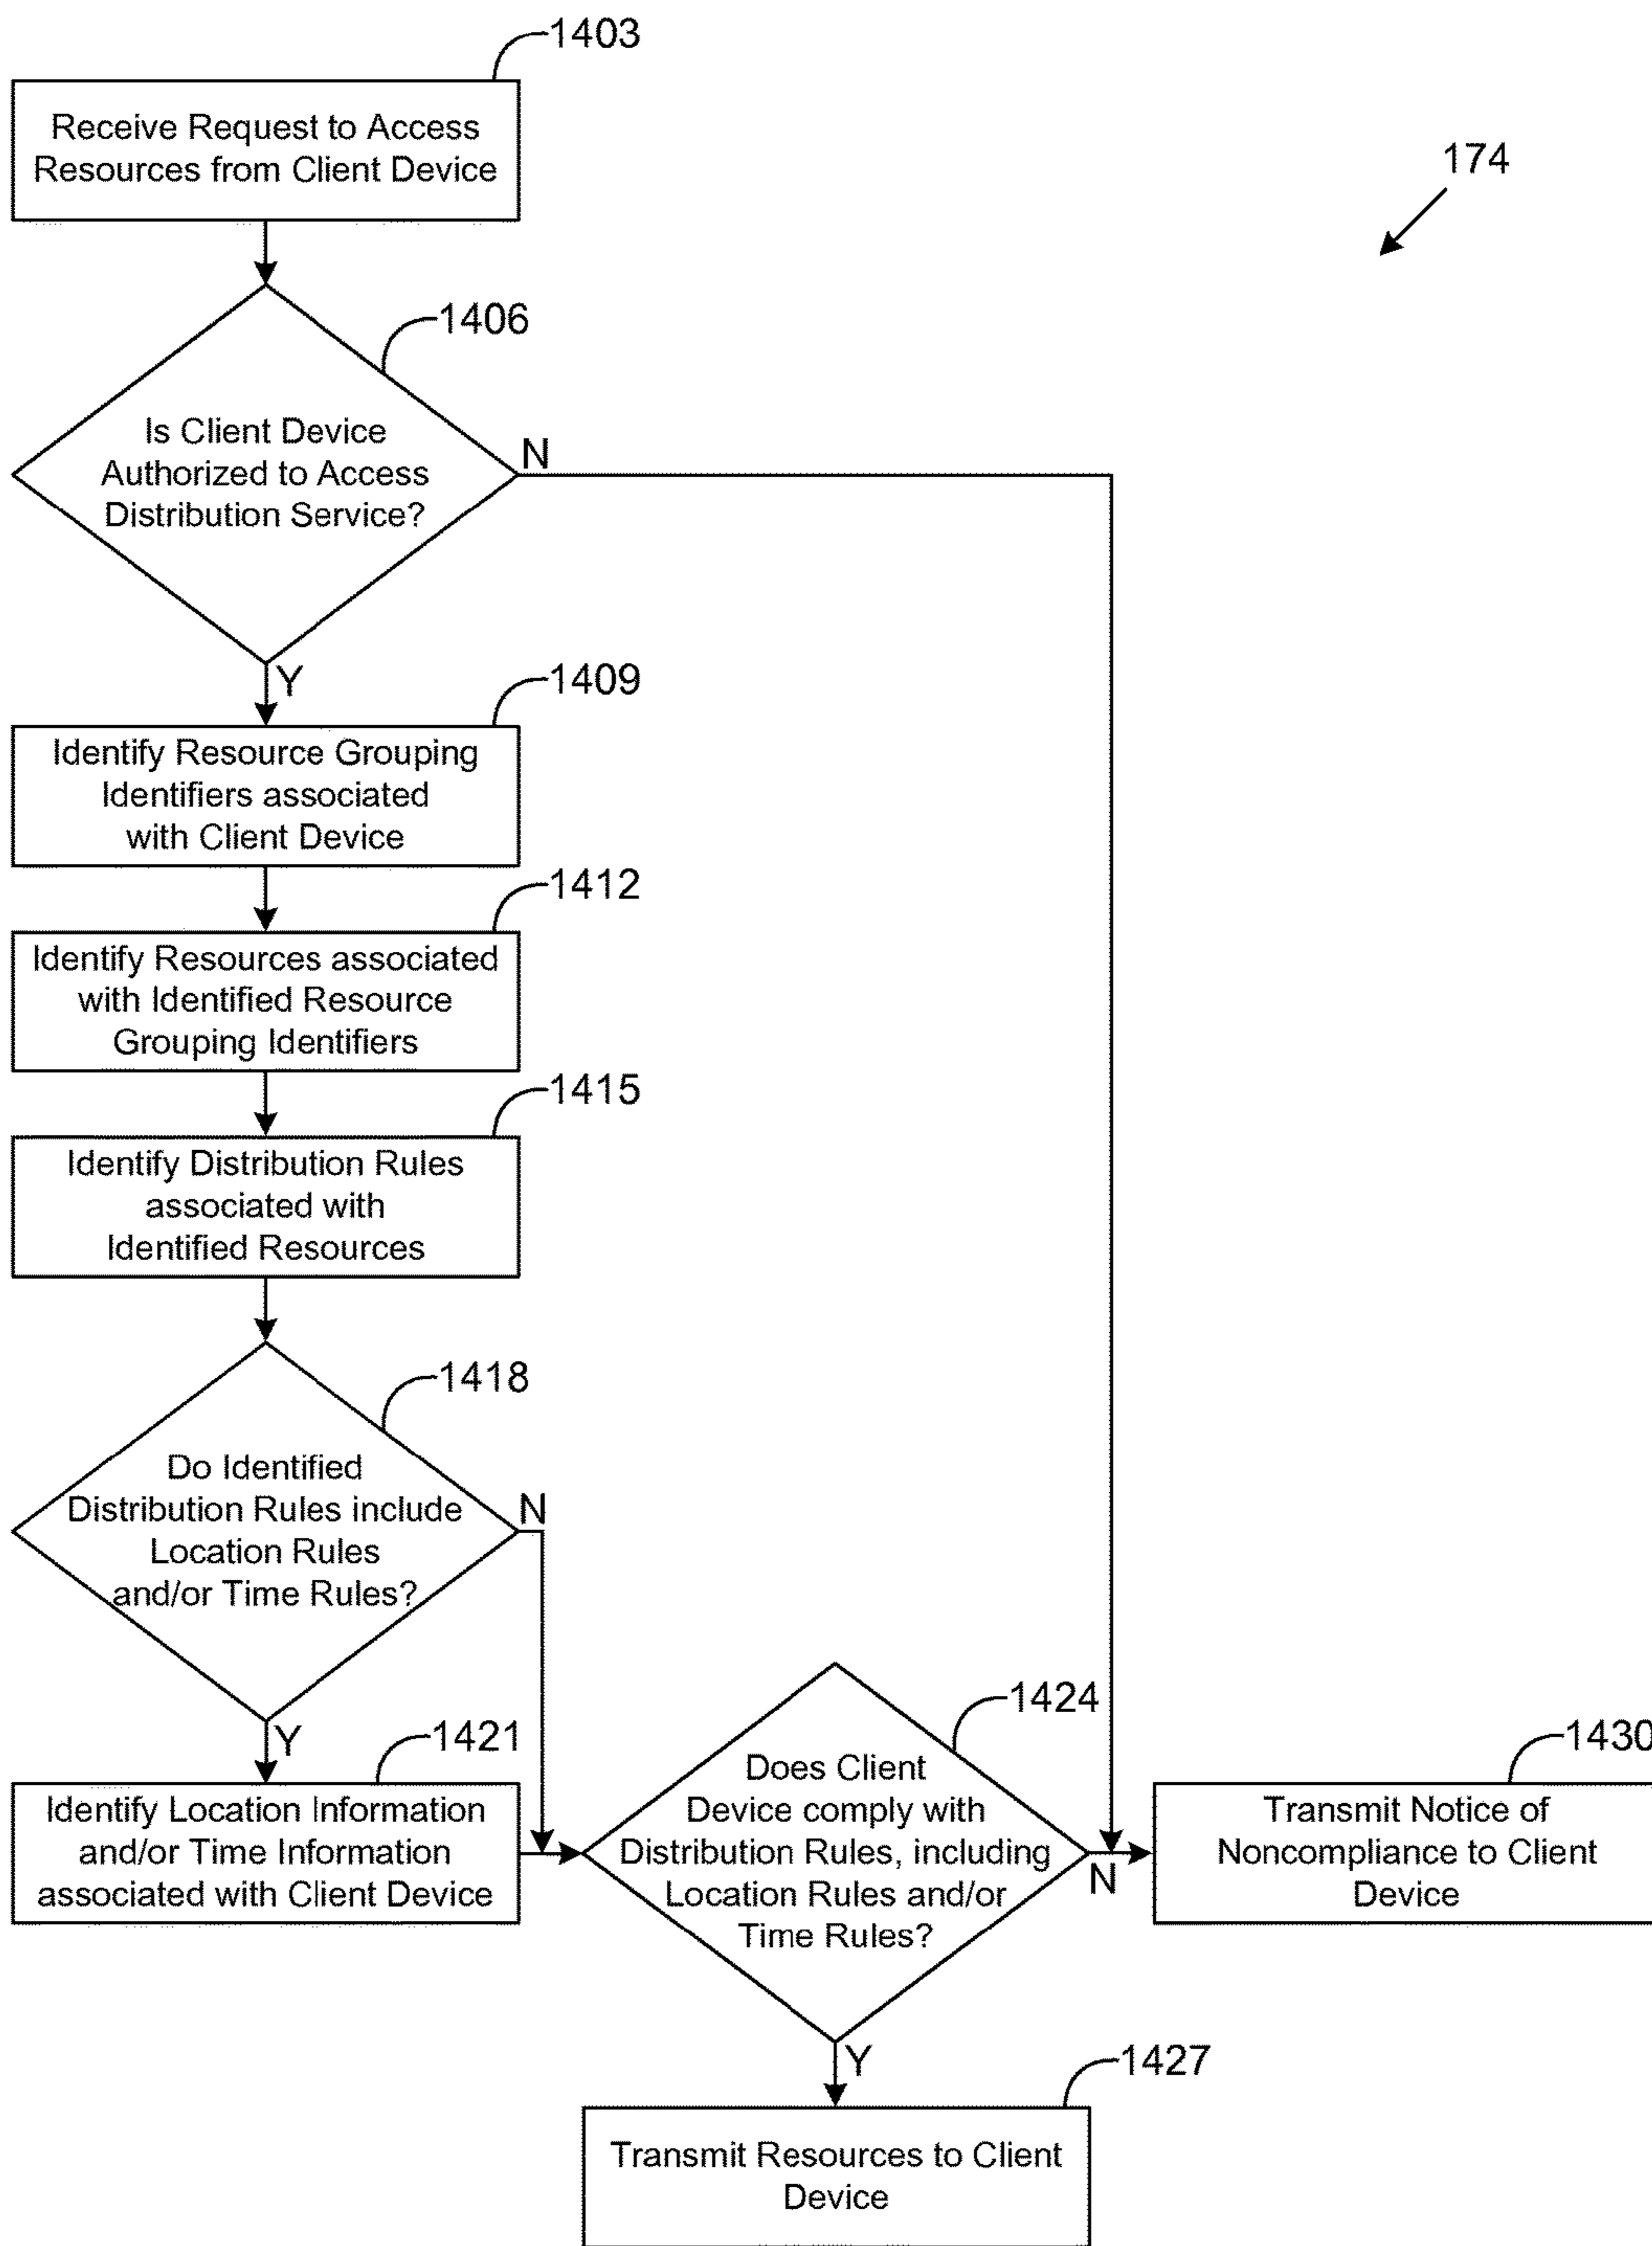 1403
Receive Request to Access
Resources from Client Device
174
1406
Is Client Device
Authorized to Access
Distribution Service?
N
Y
1409
Identify Resource Grouping
Identifiers associated
with Client Device
1412
Identify Resources associated
with Identified Resource
Grouping Identifiers
1415
Identify Distribution Rules
associated with
Identified Resources
1418
Do Identified
Distribution Rules include
Location Rules
and/or Time Rules?
N
Y
1421
Identify Location Information
and/or Time Information
associated with Client Device
1424
Does Client
Device comply with
Distribution Rules, including
Location Rules and/or
Time Rules?
N
1430
Transmit Notice of
Noncompliance to Client
Device
Y
1427
Transmit Resources to Client
Device